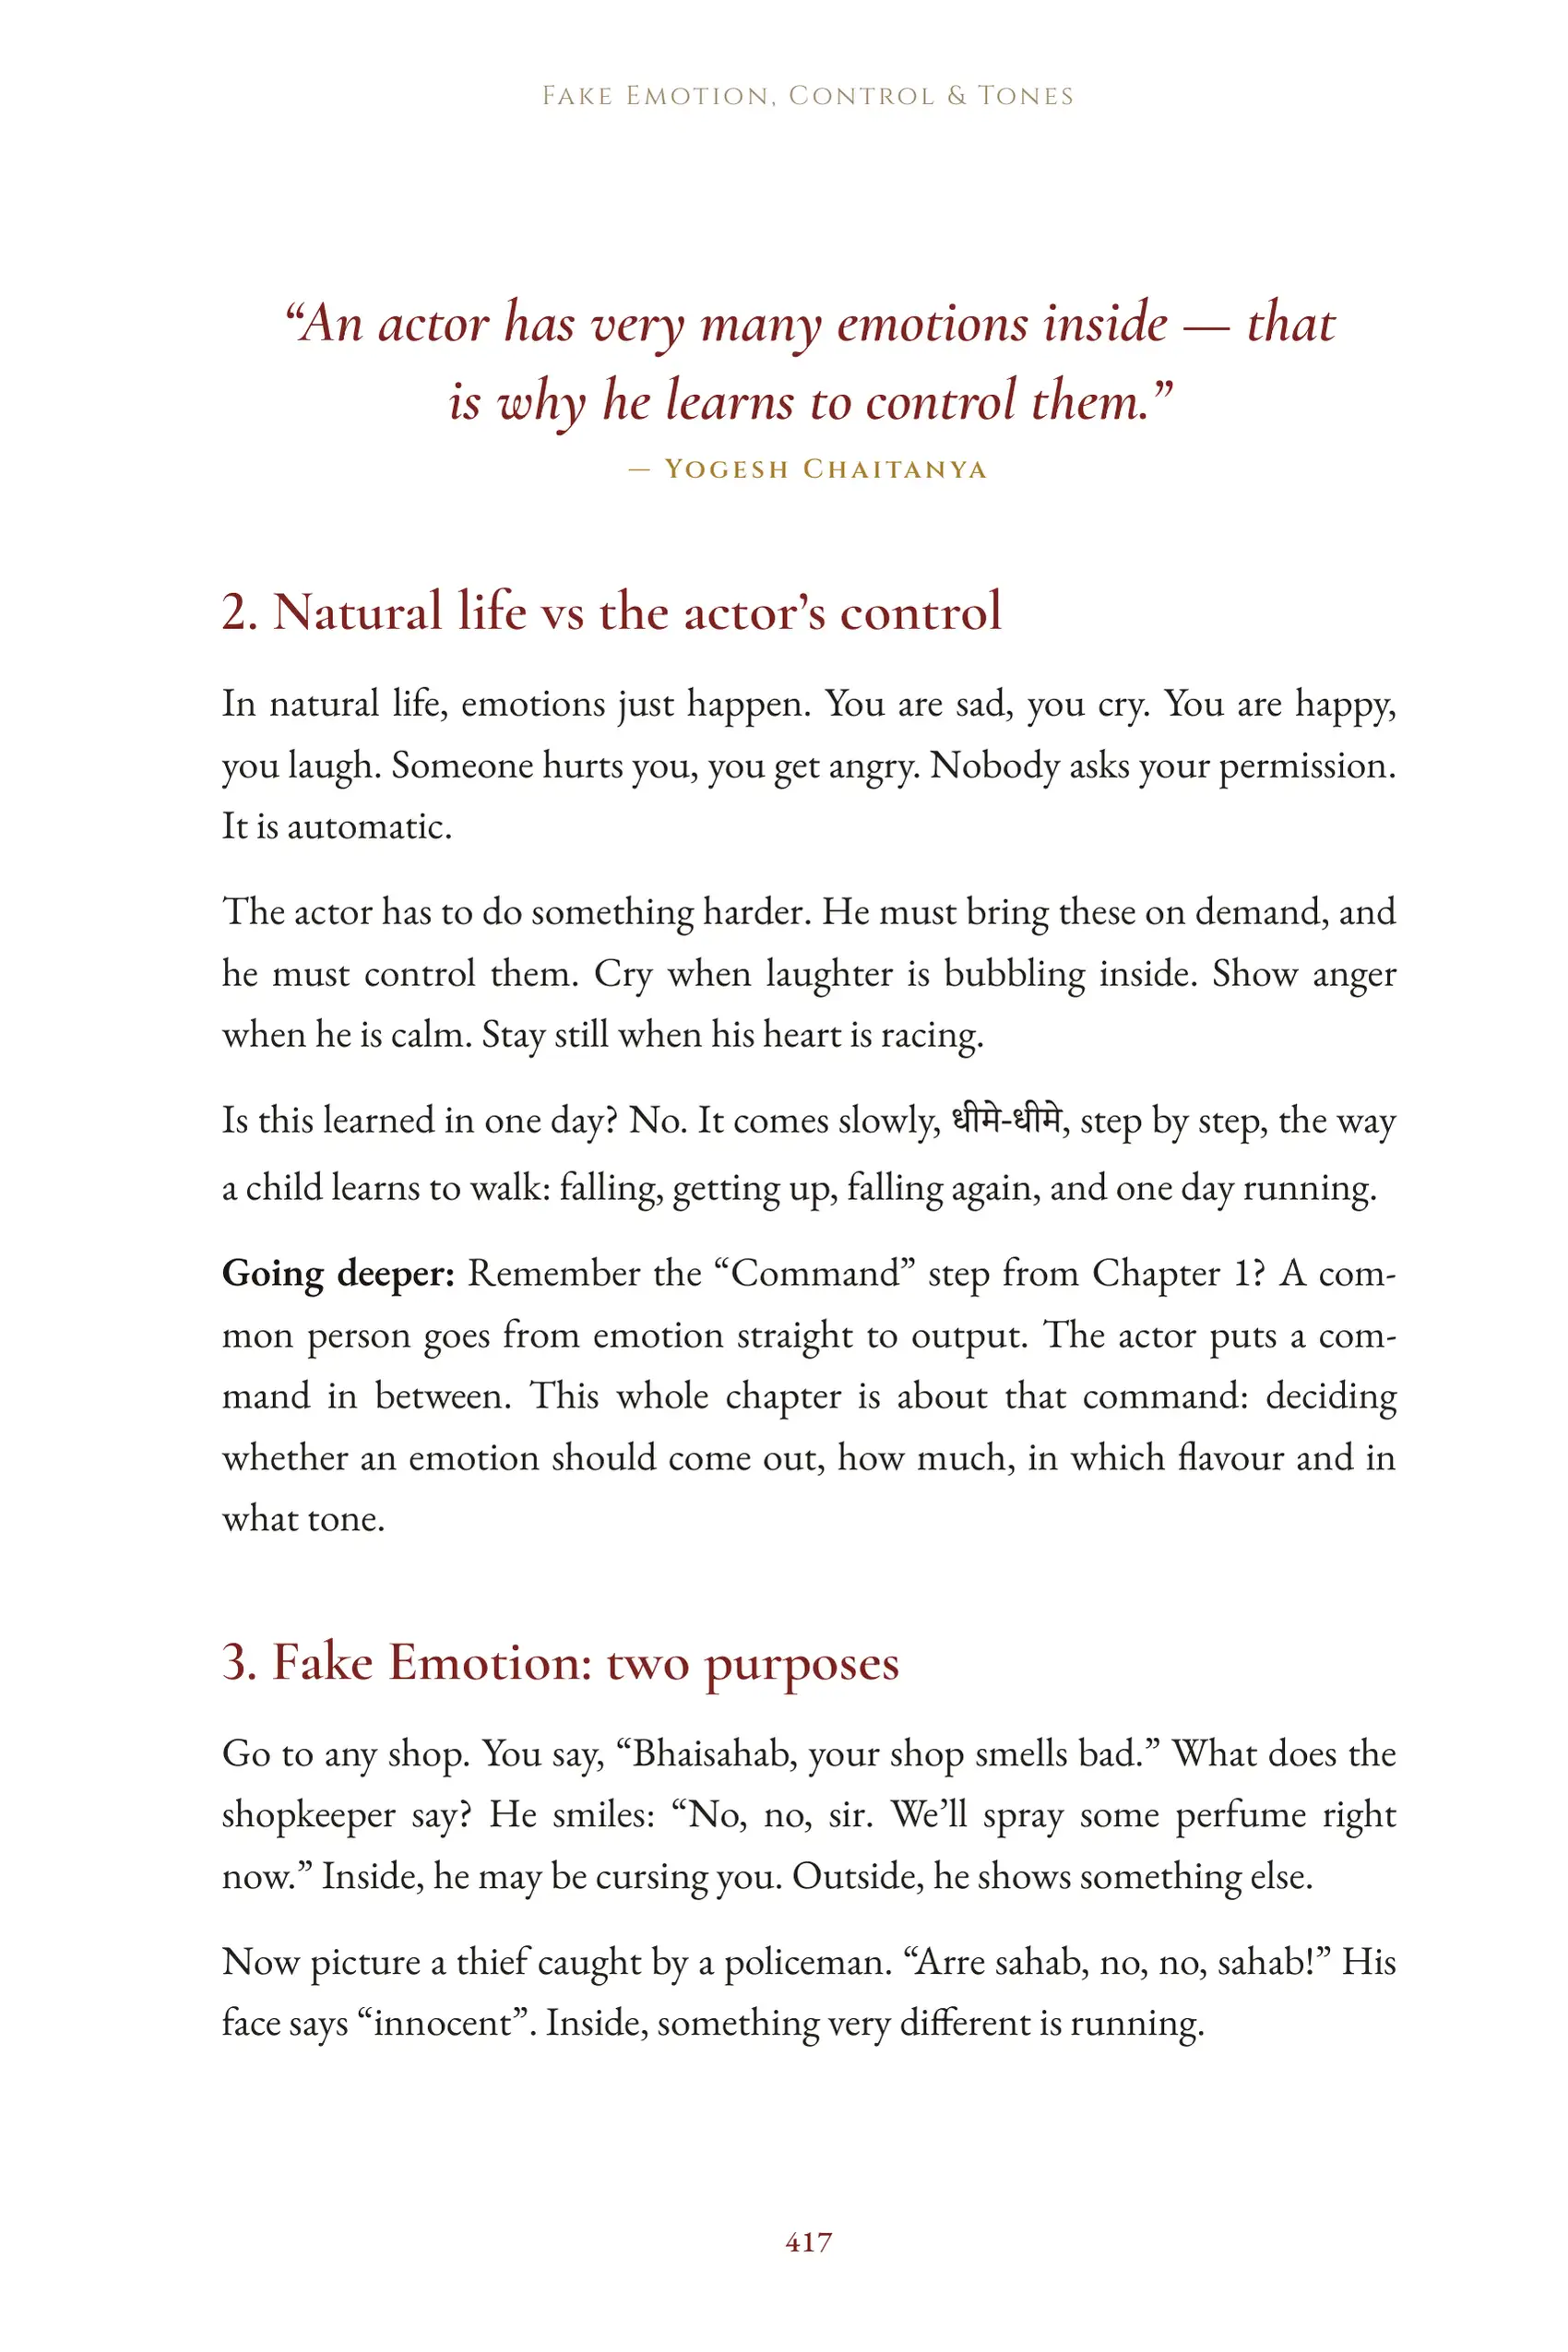 FAKE EMOTION, CONTROL & TONES
“An actor has very many emotions inside — that
is why he learns to control them.”
— YOGESH CHAITANYA
2. Natural life vs the actor’s control
In natural life, emotions just happen. You are sad, you cry. You are happy,
you laugh. Someone hurts you, you get angry. Nobody asks your permission.
It is automatic.
The actor has to do something harder. He must bring these on demand, and
he must control them. Cry when laughter is bubbling inside. Show anger
when he is calm. Stay still when his heart is racing.
Is this learned in one day? No. It comes slowly, धीमे-धीमे, step by step, the way
a child learns to walk: falling, getting up, falling again, and one day running.
Going deeper: Remember the “Command” step from Chapter 1? A com-
mon person goes from emotion straight to output. The actor puts a com-
mand in between. This whole chapter is about that command: deciding
whether an emotion should come out, how much, in which flavour and in
what tone.
3. Fake Emotion: two purposes
Go to any shop. You say, “Bhaisahab, your shop smells bad.” What does the
shopkeeper say? He smiles: “No, no, sir. We’ll spray some perfume right
now.” Inside, he may be cursing you. Outside, he shows something else.
Now picture a thief caught by a policeman. “Arre sahab, no, no, sahab!” His
face says “innocent”. Inside, something very different is running.
417